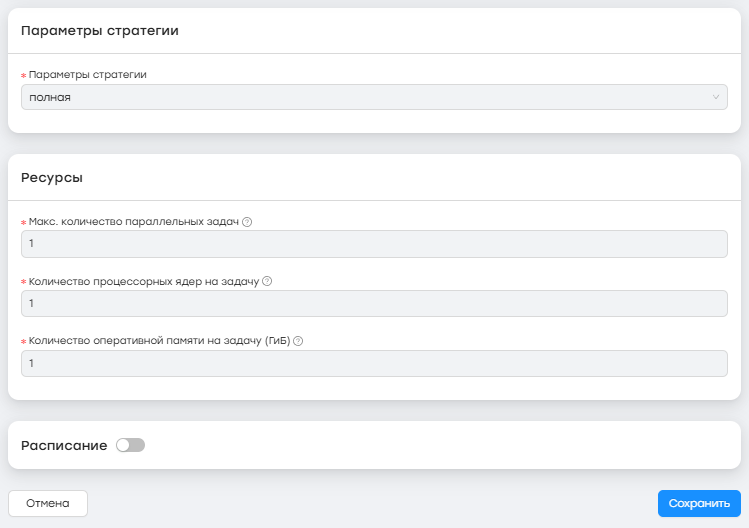 Параметры стратегии
* Параметры стратегии
полная
Ресурсы
* Макс. количество параллельных задач ?
1
* Количество процессорных ядер на задачу ?
1
* Количество оперативной памяти на задачу (ГиБ) ?
1
Расписание
Отмена
Сохранить